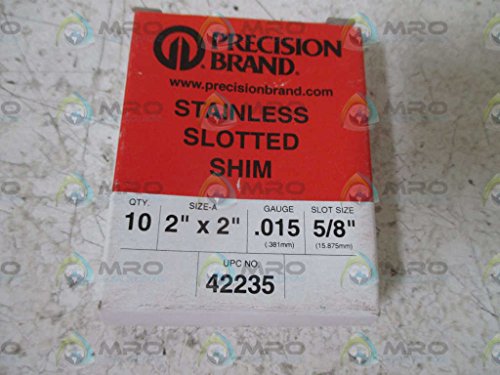 PRECISION
BRAND®
www.precisionbrand.com
STAINLESS
SLOTTED
SHIM
QTY. SIZE-A GAUGE SLOT SIZE
10 2" x 2" .015 5/8"
(.381mm) (15.875mm)
UPC NO.
42235
MRO